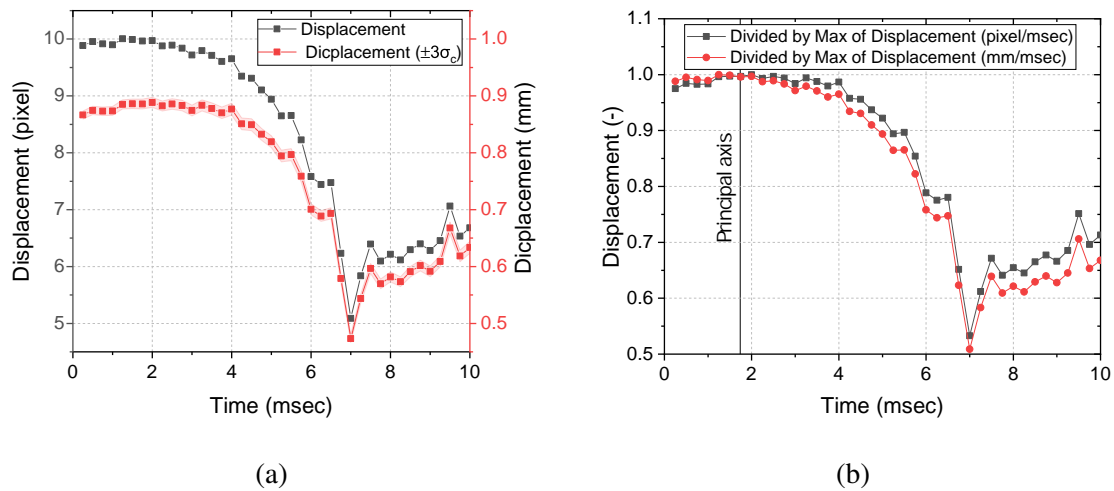 Displacement
Dicplacement (±3σc)
Displacement (pixel)
10
9
8
7
6
5
1.0
0.9
0.8
0.7
0.6
0.5
Dicplacement (mm)
0 2 4 6 8 10
Time (msec)
(a)
Divided by Max of Displacement (pixel/msec)
Divided by Max of Displacement (mm/msec)
Displacement (-)
1.0
0.9
0.8
0.7
0.6
0.5
Principal axis
0 2 4 6 8 10
Time (msec)
(b)